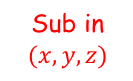 Sub in
(x, y, z)